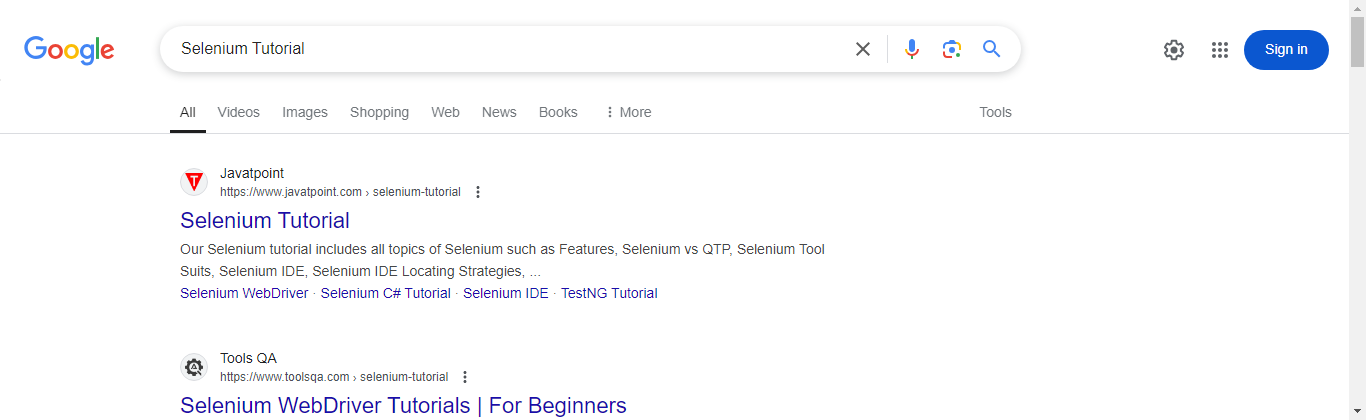 Google
Selenium Tutorial
Sign in
All Videos Images Shopping Web News Books More Tools
Javatpoint
https://www.javatpoint.com › selenium-tutorial
Selenium Tutorial
Our Selenium tutorial includes all topics of Selenium such as Features, Selenium vs QTP, Selenium Tool
Suits, Selenium IDE, Selenium IDE Locating Strategies, ...
Selenium WebDriver · Selenium C# Tutorial · Selenium IDE · TestNG Tutorial
Tools QA
https://www.toolsqa.com › selenium-tutorial
Selenium WebDriver Tutorials | For Beginners